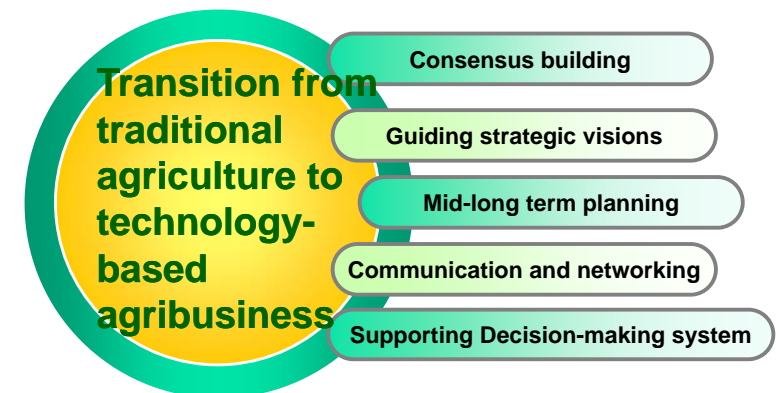 Transition from
traditional
agriculture to
technology-
based
agribusiness
Consensus building
Guiding strategic visions
Mid-long term planning
Communication and networking
Supporting Decision-making system